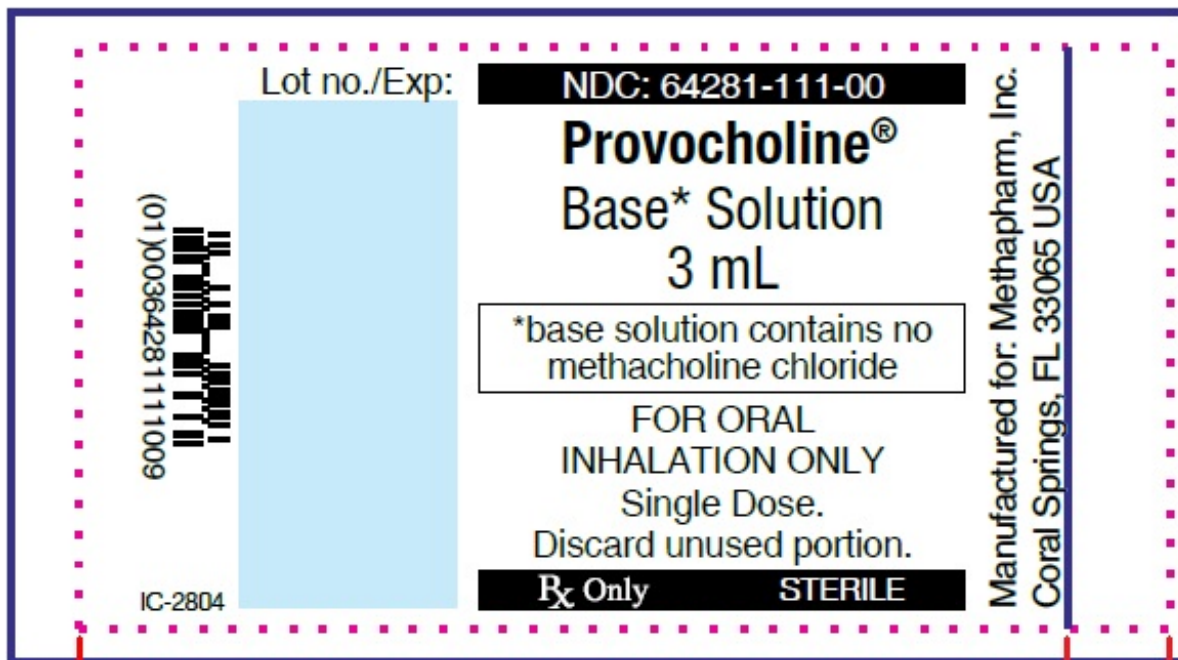 Lot no./Exp:
(01)00364281111009
IC-2804
NDC: 64281-111-00
Provocholine®
Base* Solution
3 mL
*base solution contains no
methacholine chloride
FOR ORAL
INHALATION ONLY
Single Dose.
Discard unused portion.
Rx Only STERILE
Manufactured for: Methapharm, Inc.
Coral Springs, FL 33065 USA